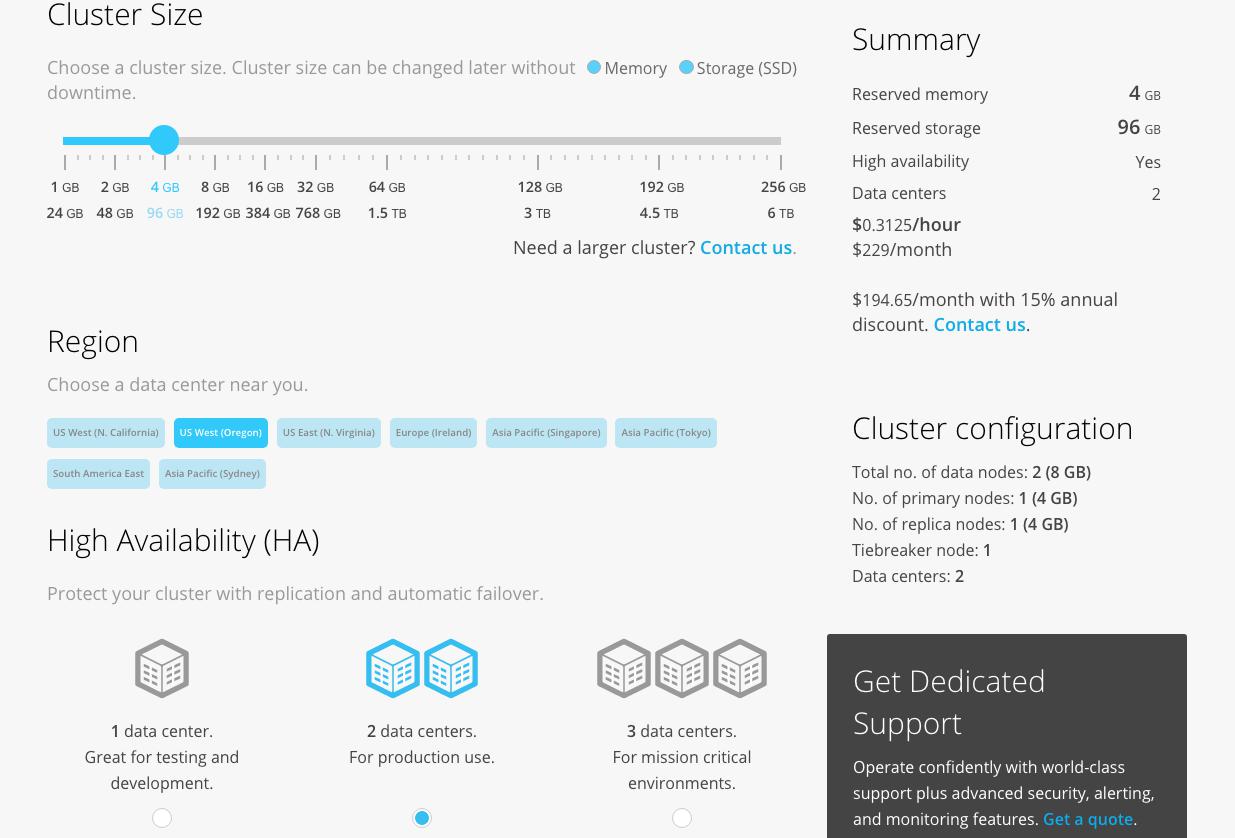 Cluster Size
Choose a cluster size. Cluster size can be changed later without downtime.
Memory Storage (SSD)
1 GB 2 GB 4 GB 8 GB 16 GB 32 GB 64 GB 128 GB 192 GB 256 GB
24 GB 48 GB 96 GB 192 GB 384 GB 768 GB 1.5 TB 3 TB 4.5 TB 6 TB
Need a larger cluster? Contact us.
Region
Choose a data center near you.
US West (N. California) US West (Oregon) US East (N. Virginia) Europe (Ireland) Asia Pacific (Singapore) Asia Pacific (Tokyo)
South America East Asia Pacific (Sydney)
High Availability (HA)
Protect your cluster with replication and automatic failover.
1 data center.
Great for testing and
development.
2 data centers.
For production use.
3 data centers.
For mission critical
environments.
Summary
Reserved memory 4 GB
Reserved storage 96 GB
High availability Yes
Data centers 2
$0.3125/hour
$229/month
$194.65/month with 15% annual
discount. Contact us.
Cluster configuration
Total no. of data nodes: 2 (8 GB)
No. of primary nodes: 1 (4 GB)
No. of replica nodes: 1 (4 GB)
Tiebreaker node: 1
Data centers: 2
Get Dedicated
Support
Operate confidently with world-class
support plus advanced security, alerting,
and monitoring features. Get a quote.